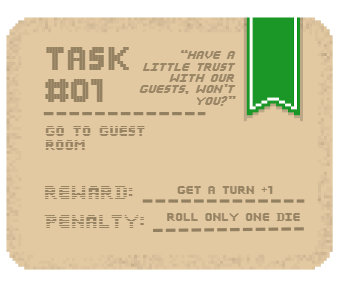 TASK
#01
"HAVE A
LITTLE TRUST
WITH OUR
GUESTS, WON'T
YOU?"
GO TO GUEST
ROOM
REWARD: GET A TURN +1
PENALTY: ROLL ONLY ONE DIE